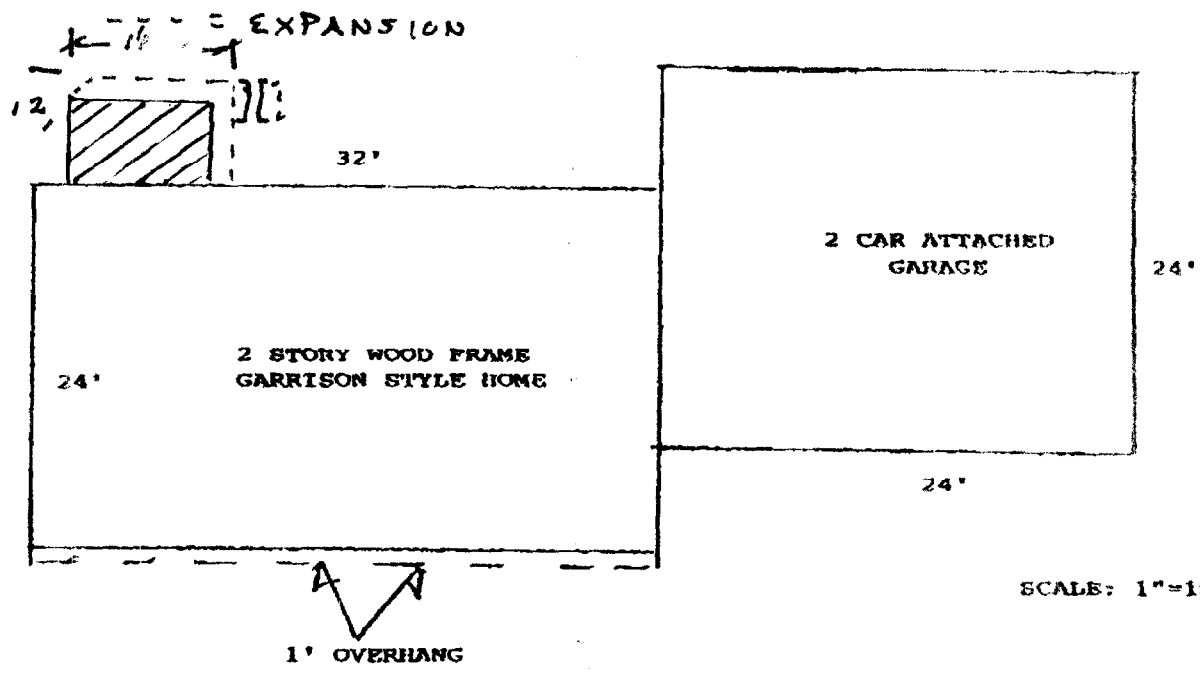 EXPANSION
12'
32'
2 CAR ATTACHED
GARAGE
24'
2 STORY WOOD FRAME
GARRISON STYLE HOME
24'
24'
SCALE: 1"=1
1' OVERHANG